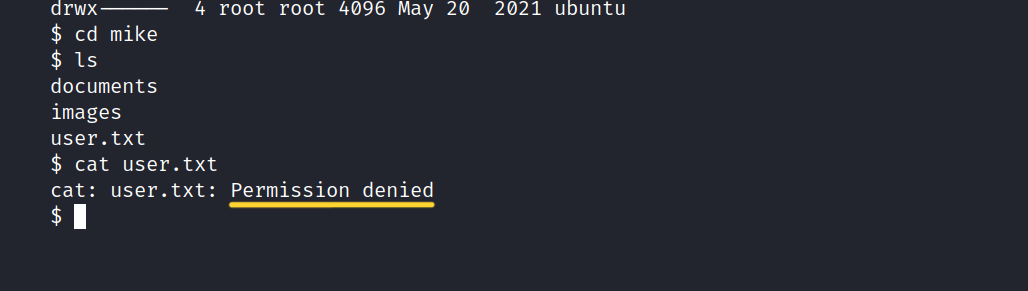 drwx------  4 root root 4096 May 20  2021 ubuntu
$ cd mike
$ ls
documents
images
user.txt
$ cat user.txt
cat: user.txt: Permission denied
$